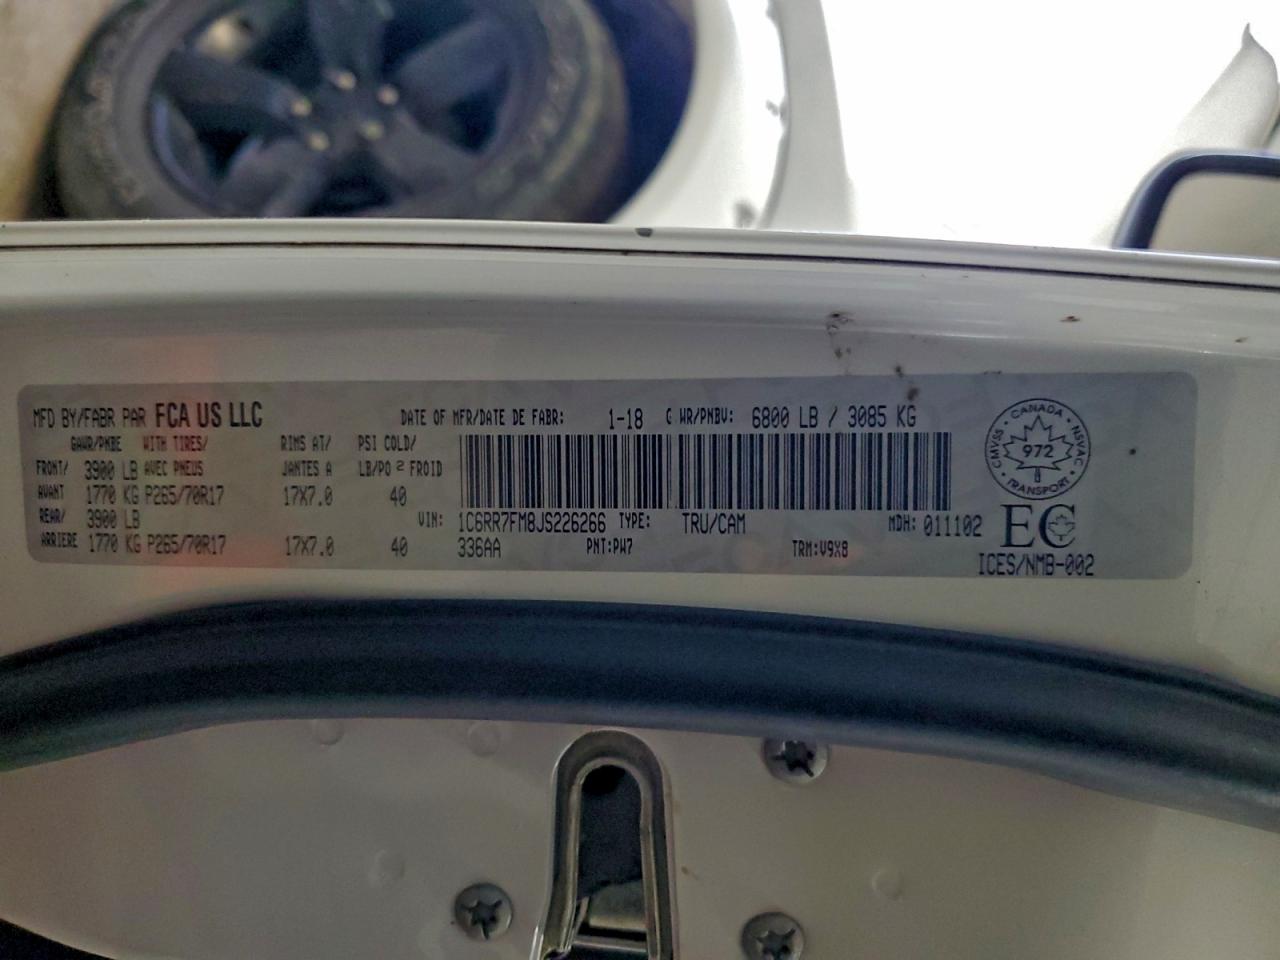 MFD BY/FABR PAR FCA US LLC DATE OF MFR/DATE DE FABR: 1-18 G WR/PNBV: 6800 LB / 3085 KG
GAWR/PNBE WITH TIRES/ RIMS AT/ PSI COLD/
FRONT/ 3900 LB AVEC PNEUS JANTES A LB/PO2 FROID
AVANT 1770 KG P265/70R17 17X7.0 40
REAR/ 3900 LB VIN: 1C6RR7FM8JS226266 TYPE: TRU/CAM MDH: 011102
ARRIERE 1770 KG P265/70R17 17X7.0 40 336AA PNT:PW7 TRM:V9X8
CANADA
CMVSS 972 NSVAC
TRANSPORT
EC
ICES/NMB-002